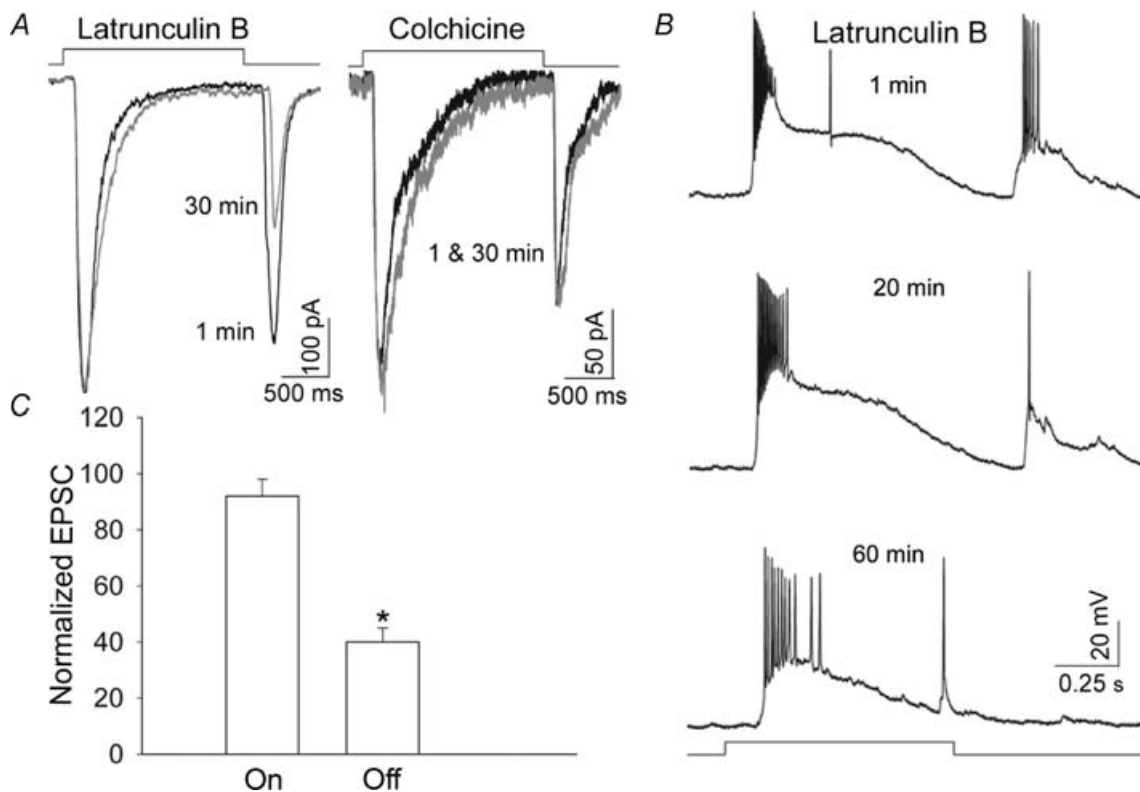 A
Latrunculin B
Colchicine
30 min
1 min
100 pA
500 ms
1 & 30 min
50 pA
500 ms
B
Latrunculin B
1 min
20 min
60 min
20 mV
0.25 s
C
Normalized EPSC
120
100
80
60
40
20
0
*
On
Off